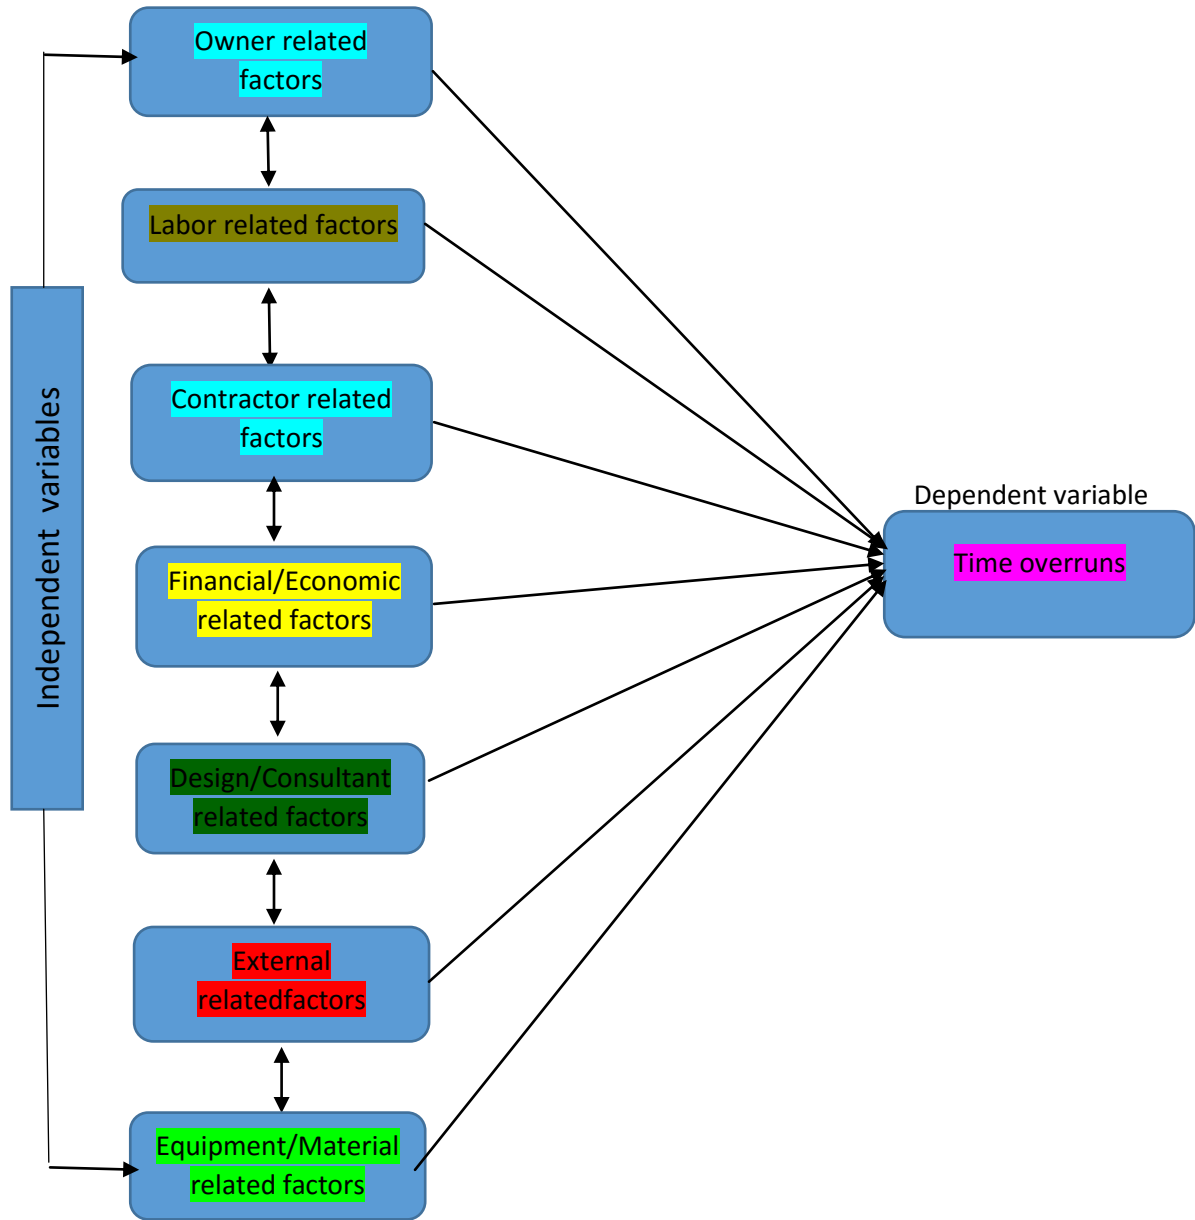 Owner related
factors
Labor related factors
Contractor related
factors
Financial/Economic
related factors
Design/Consultant
related factors
External
relatedfactors
Equipment/Material
related factors
Independent variables
Dependent variable
Time overruns